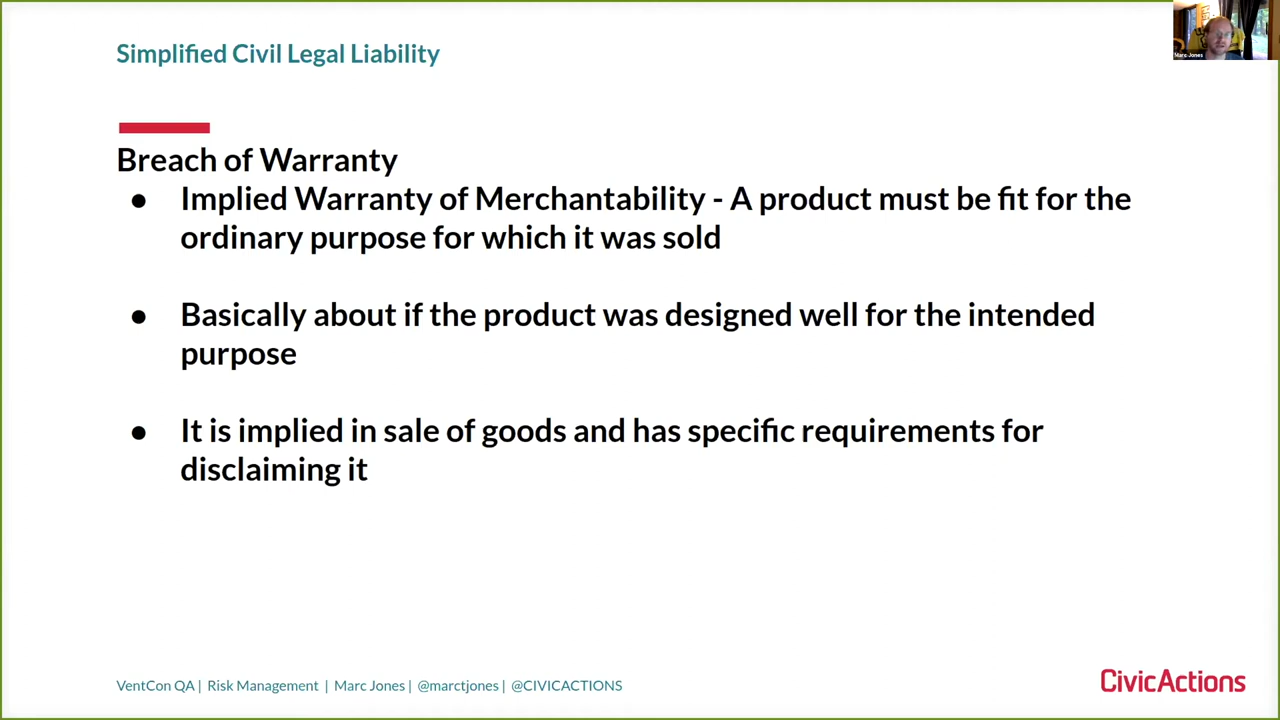 Simplified Civil Legal Liability
Marc Jones
Breach of Warranty
● Implied Warranty of Merchantability - A product must be fit for the
ordinary purpose for which it was sold
● Basically about if the product was designed well for the intended
purpose
● It is implied in sale of goods and has specific requirements for
disclaiming it
VentCon QA | Risk Management | Marc Jones | @marctjones | @CIVICACTIONS
CivicActions